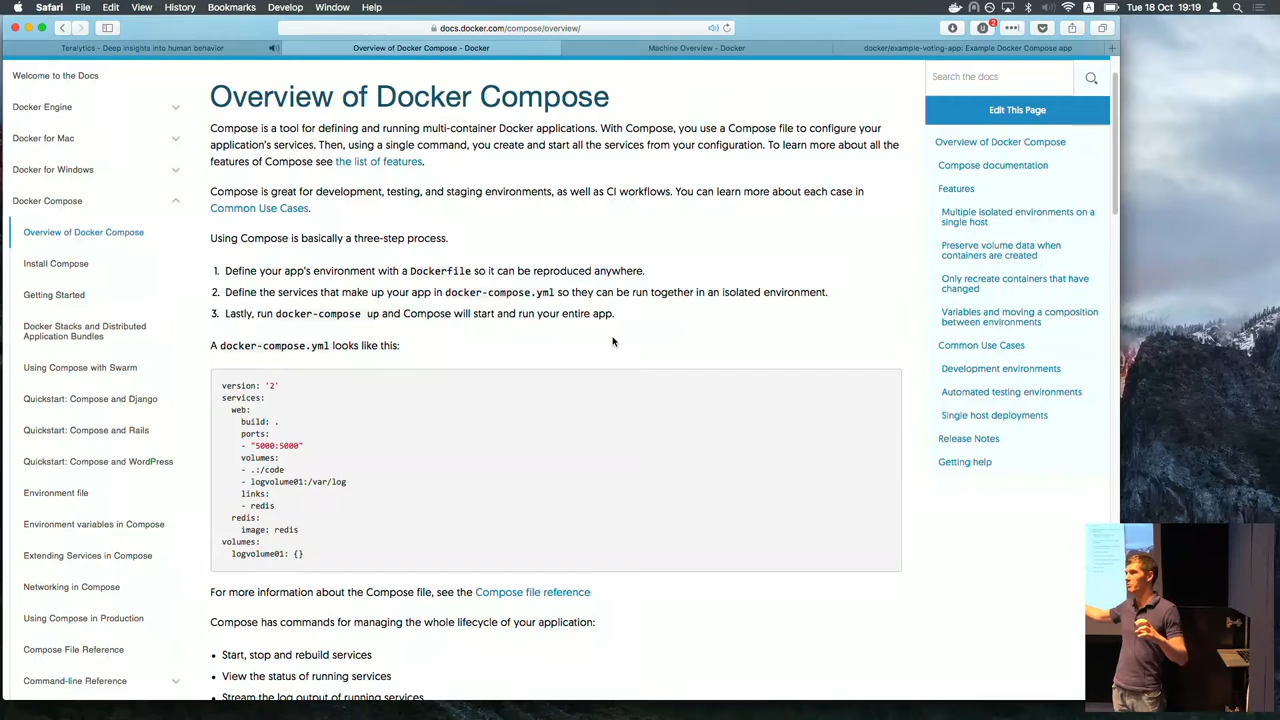 Safari File Edit View History Bookmarks Develop Window Help
Tue 18 Oct 19:19
docs.docker.com/compose/overview/
2
Teralytics - Deep insights into human behavior
Overview of Docker Compose - Docker
Machine Overview - Docker
docker/example-voting-app: Example Docker Compose app
Welcome to the Docs
Docker Engine
Docker for Mac
Docker for Windows
Docker Compose
Overview of Docker Compose
Install Compose
Getting Started
Docker Stacks and Distributed
Application Bundles
Using Compose with Swarm
Quickstart: Compose and Django
Quickstart: Compose and Rails
Quickstart: Compose and WordPress
Environment file
Environment variables in Compose
Extending Services in Compose
Networking in Compose
Using Compose in Production
Compose File Reference
Command-line Reference
Overview of Docker Compose
Compose is a tool for defining and running multi-container Docker applications. With Compose, you use a Compose file to configure your
application's services. Then, using a single command, you create and start all the services from your configuration. To learn more about all the
features of Compose see the list of features.
Compose is great for development, testing, and staging environments, as well as CI workflows. You can learn more about each case in
Common Use Cases.
Using Compose is basically a three-step process.
1. Define your app's environment with a Dockerfile so it can be reproduced anywhere.
2. Define the services that make up your app in docker-compose.yml so they can be run together in an isolated environment.
3. Lastly, run docker-compose up and Compose will start and run your entire app.
A docker-compose.yml looks like this:
version: '2'
services:
web:
build: .
ports:
- "5000:5000"
volumes:
- .:/code
- logvolume01:/var/log
links:
- redis
redis:
image: redis
volumes:
logvolume01: {}
For more information about the Compose file, see the Compose file reference
Compose has commands for managing the whole lifecycle of your application:
• Start, stop and rebuild services
• View the status of running services
• Stream the log output of running services
Search the docs
Edit This Page
Overview of Docker Compose
Compose documentation
Features
Multiple isolated environments on a
single host
Preserve volume data when
containers are created
Only recreate containers that have
changed
Variables and moving a composition
between environments
Common Use Cases
Development environments
Automated testing environments
Single host deployments
Release Notes
Getting help